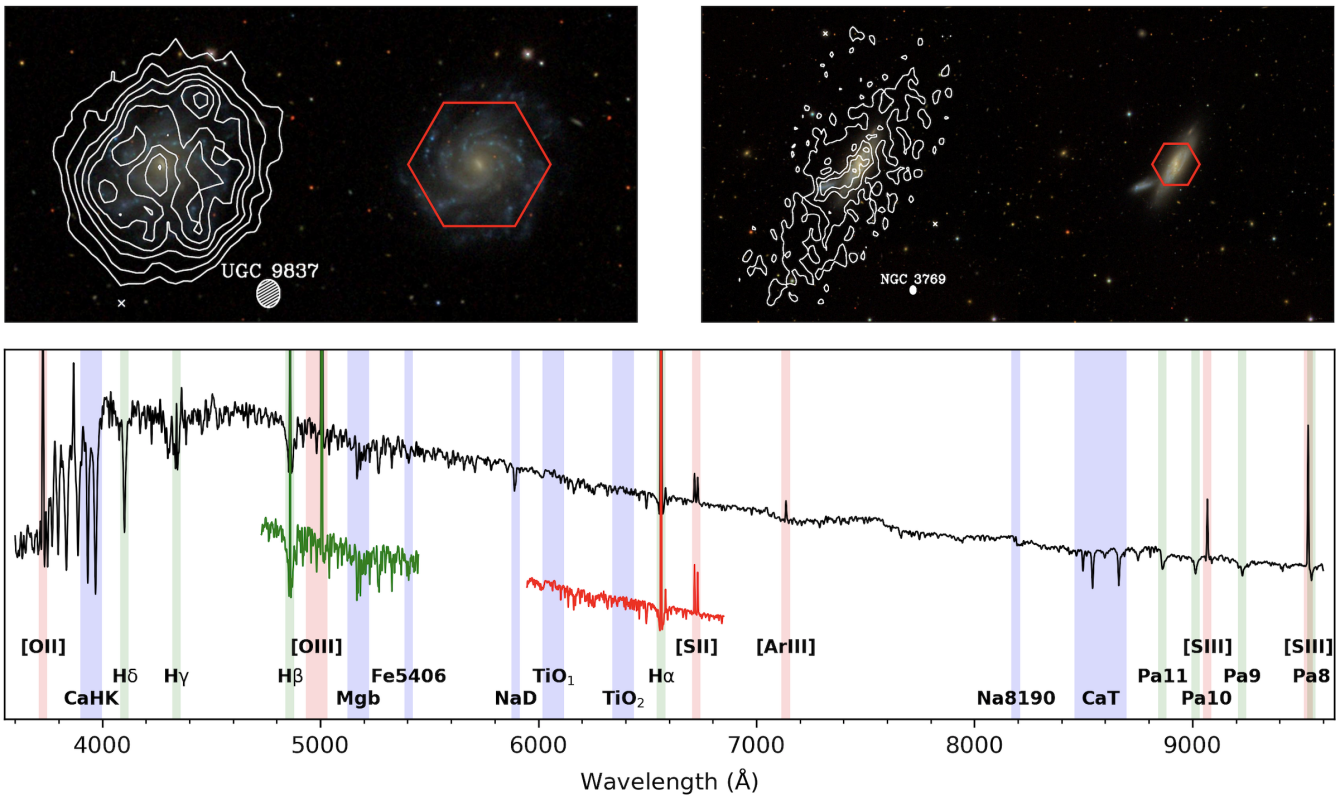 UGC 9837
NGC 3769
[OII]
[OIII]
[SII]
[ArIII]
[SIII]
[SIII]
Hδ
Hγ
Hβ
Fe5406
TiO₁
Hα
Pa11
Pa9
Pa8
CaHK
Mgb
NaD
TiO₂
Na8190
CaT
Pa10
4000
5000
6000
7000
8000
9000
Wavelength (Å)